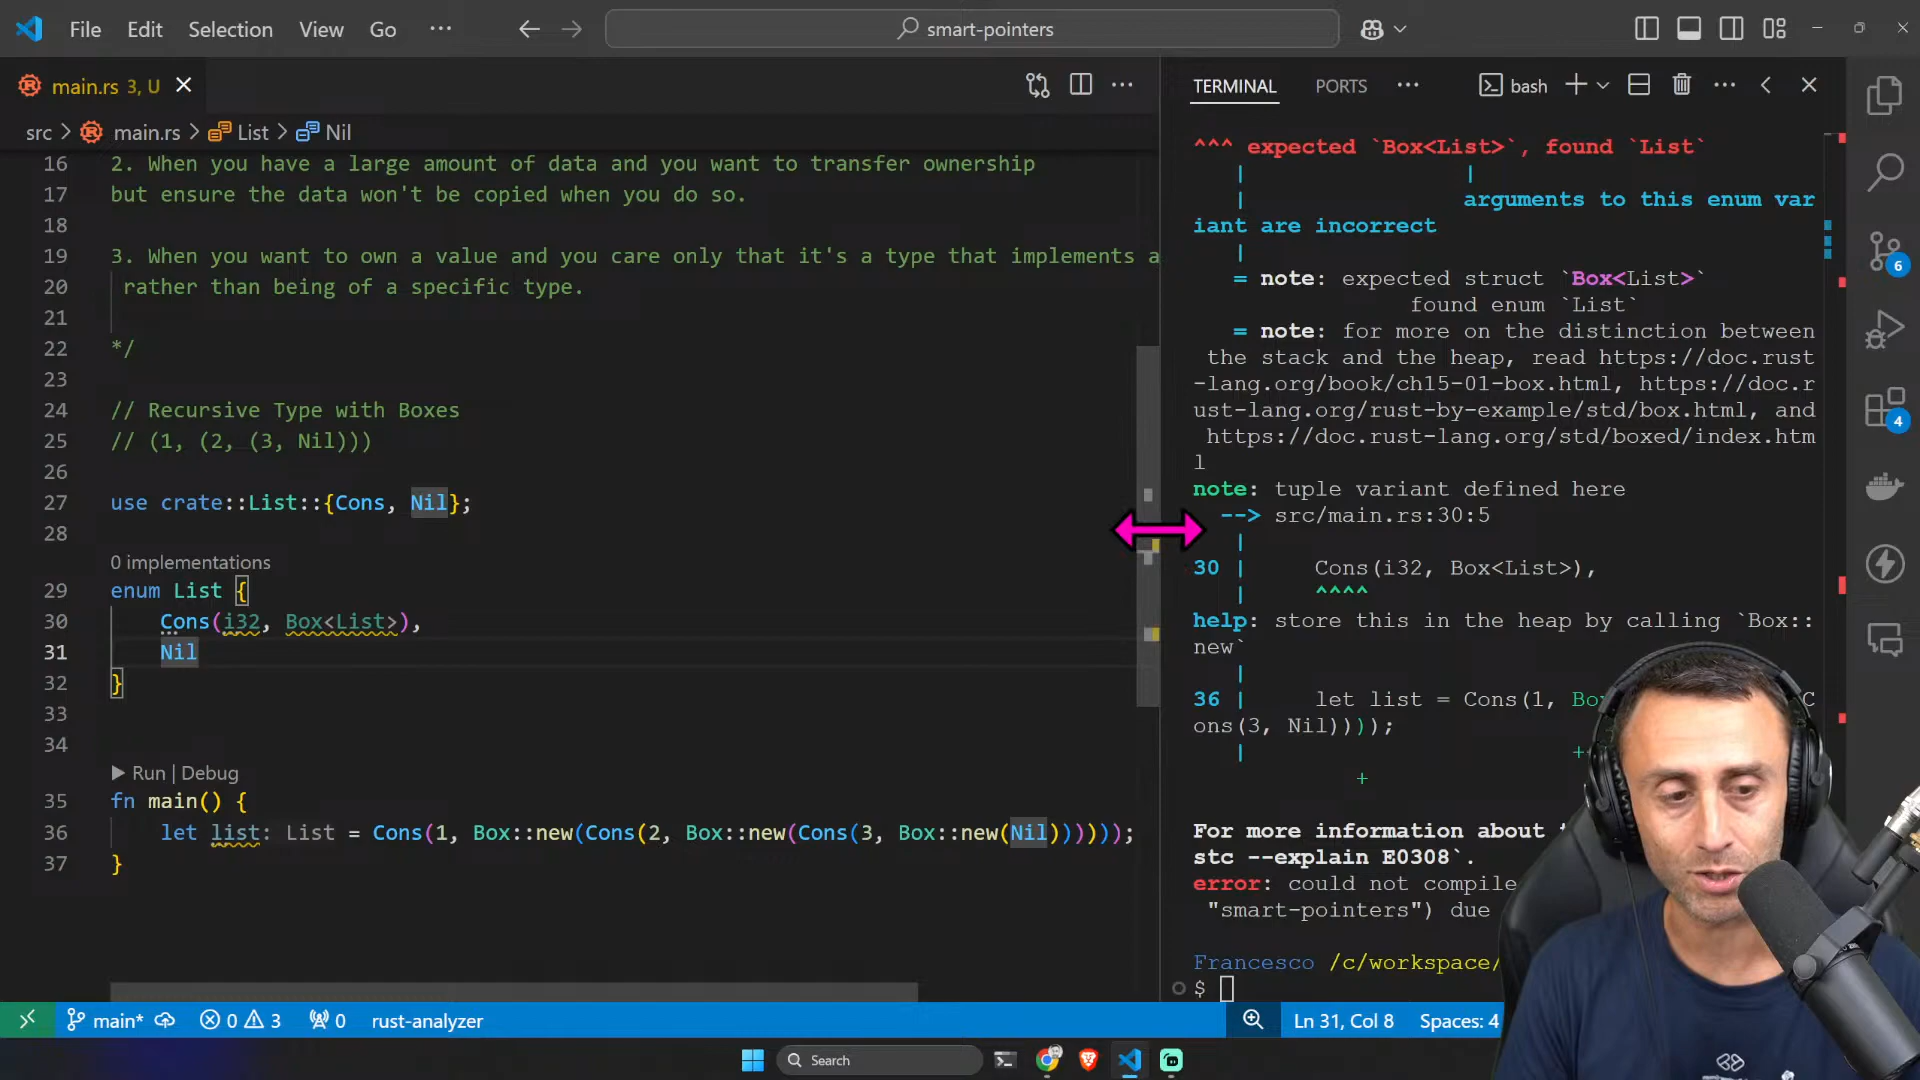 File Edit Selection View Go ···
smart-pointers
main.rs 3, U
src > main.rs > List > Nil
16 2. When you have a large amount of data and you want to transfer ownership
17 but ensure the data won't be copied when you do so.
18
19 3. When you want to own a value and you care only that it's a type that implements a
20 rather than being of a specific type.
21
22 */
23
24 // Recursive Type with Boxes
25 // (1, (2, (3, Nil)))
26
27 use crate::List::{Cons, Nil};
28
0 implementations
29 enum List {
30 Cons(i32, Box<List>),
31 Nil
32 }
33
34
Run | Debug
35 fn main() {
36 let list: List = Cons(1, Box::new(Cons(2, Box::new(Cons(3, Box::new(Nil))))));
37 }
TERMINAL PORTS ··· bash
^^^ expected `Box<List>`, found `List`
| |
| arguments to this enum var
iant are incorrect
|
= note: expected struct `Box<List>`
found enum `List`
= note: for more on the distinction between
the stack and the heap, read https://doc.rust
-lang.org/book/ch15-01-box.html, https://doc.r
ust-lang.org/rust-by-example/std/box.html, and
https://doc.rust-lang.org/std/boxed/index.htm
l
note: tuple variant defined here
--> src/main.rs:30:5
|
30 | Cons(i32, Box<List>),
| ^^^^
help: store this in the heap by calling `Box::
new`
|
36 | let list = Cons(1, Bo
C
ons(3, Nil))));
| ++
+
For more information about
stc --explain E0308`.
error: could not compile
"smart-pointers") due
Francesco /c/workspace/
$
6
4
main* 0 3 0 rust-analyzer
Ln 31, Col 8 Spaces: 4
Search